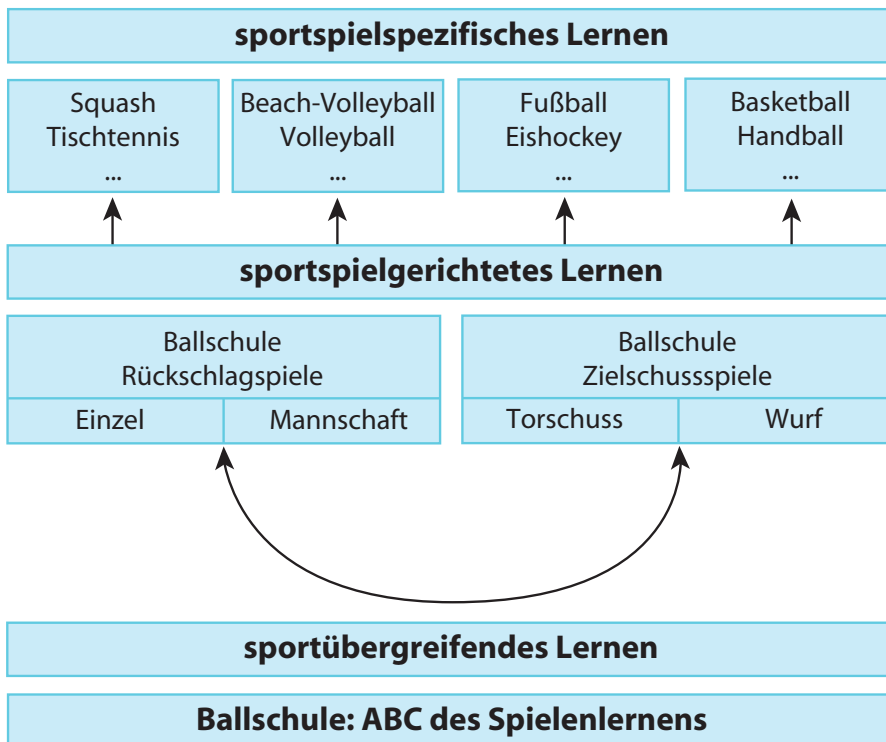 sportspielspezifisches Lernen
Squash
Tischtennis
...
Beach-Volleyball
Volleyball
...
Fußball
Eishockey
...
Basketball
Handball
...
sportspielgerichtetes Lernen
Ballschule
Rückschlagspiele
Einzel
Mannschaft
Ballschule
Zielschussspiele
Torschuss
Wurf
sportübergreifendes Lernen
Ballschule: ABC des Spielenlernens